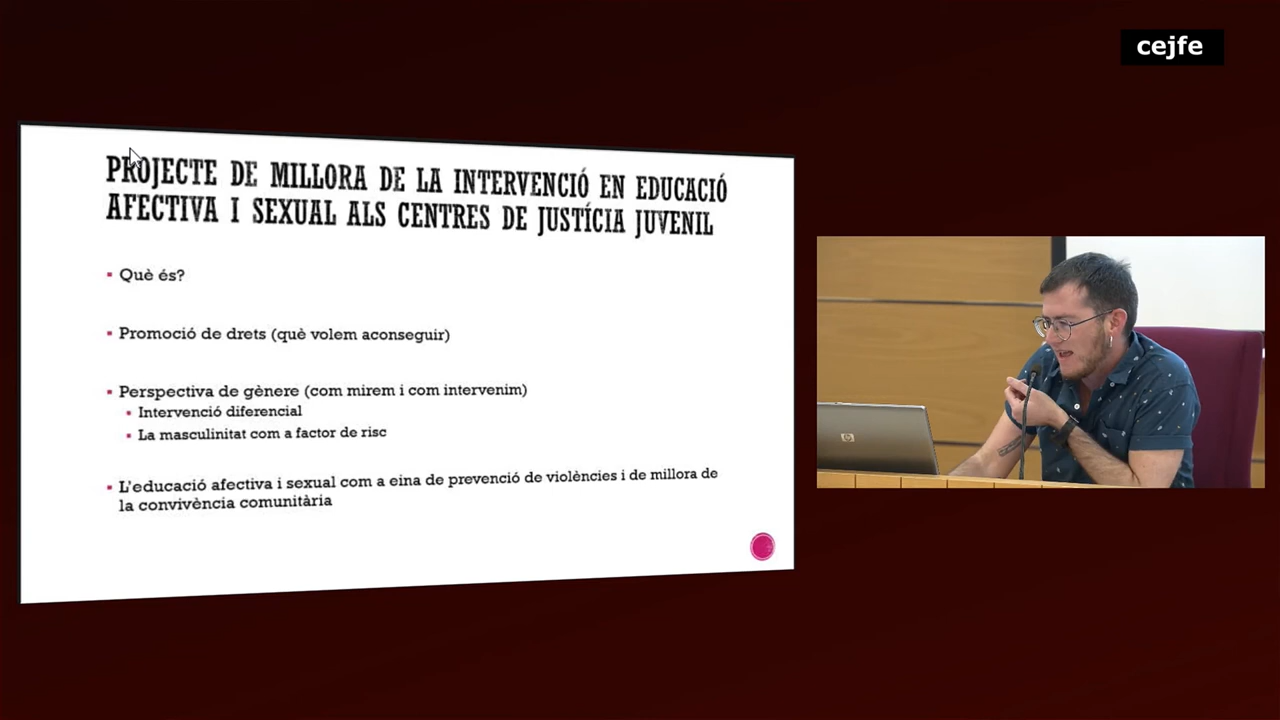 cejfe
PROJECTE DE MILLORA DE LA INTERVENCIÓ EN EDUCACIÓ
AFECTIVA I SEXUAL ALS CENTRES DE JUSTÍCIA JUVENIL
Què és?
Promoció de drets (què volem aconseguir)
Perspectiva de gènere (com mirem i com intervenim)
Intervenció diferencial
La masculinitat com a factor de risc
L'educació afectiva i sexual com a eina de prevenció de violències i de millora de
la convivència comunitària
hp